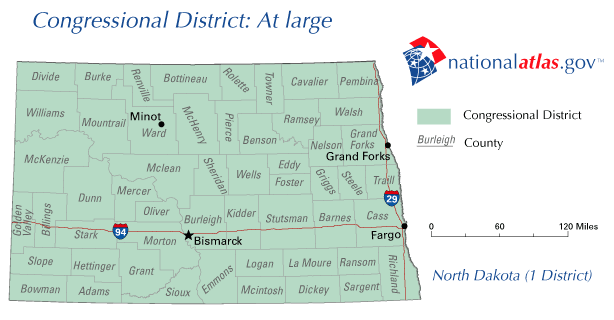 Congressional District: At large
nationalatlas.gov™
Congressional District
Burleigh County
Divide Burke Renville Bottineau Rolette Towner Cavalier Pembina
Williams Mountrail Minot Ward McHenry Pierce Ramsey Walsh
Benson Nelson Grand Forks
Grand Forks
McKenzie Mclean Sheridan Wells Eddy Foster Griggs Steele Traill
Dunn Mercer
29
Golden Valley Billings Stark Oliver Burleigh Kidder Stutsman Barnes Cass
94
Morton Bismarck Fargo
0 60 120 Miles
Slope Hettinger Grant Emmons Logan La Moure Ransom Richland
North Dakota (1 District)
Bowman Adams Sioux Mcintosh Dickey Sargent